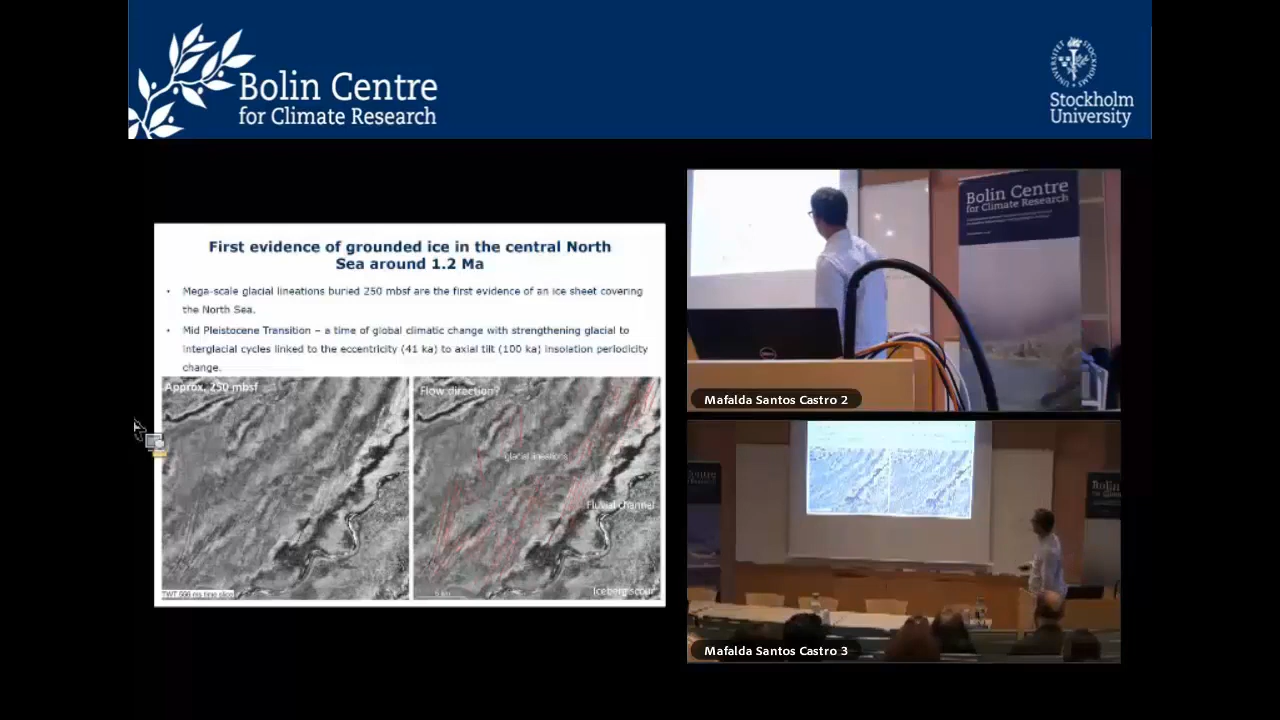 Bolin Centre
for Climate Research
Stockholm
University
First evidence of grounded ice in the central North
Sea around 1.2 Ma
• Mega-scale glacial lineations buried 250 mbsf are the first evidence of an ice sheet covering
the North Sea.
• Mid Pleistocene Transition – a time of global climatic change with strengthening glacial to
interglacial cycles linked to the eccentricity (41 ka) to axial tilt (100 ka) insolation periodicity
change.
Approx. 250 mbsf
Flow direction?
glacial lineations
Fluvial channel
Iceberg scour
Bolin Centre
for Climate Research
Mafalda Santos Castro 2
Mafalda Santos Castro 3